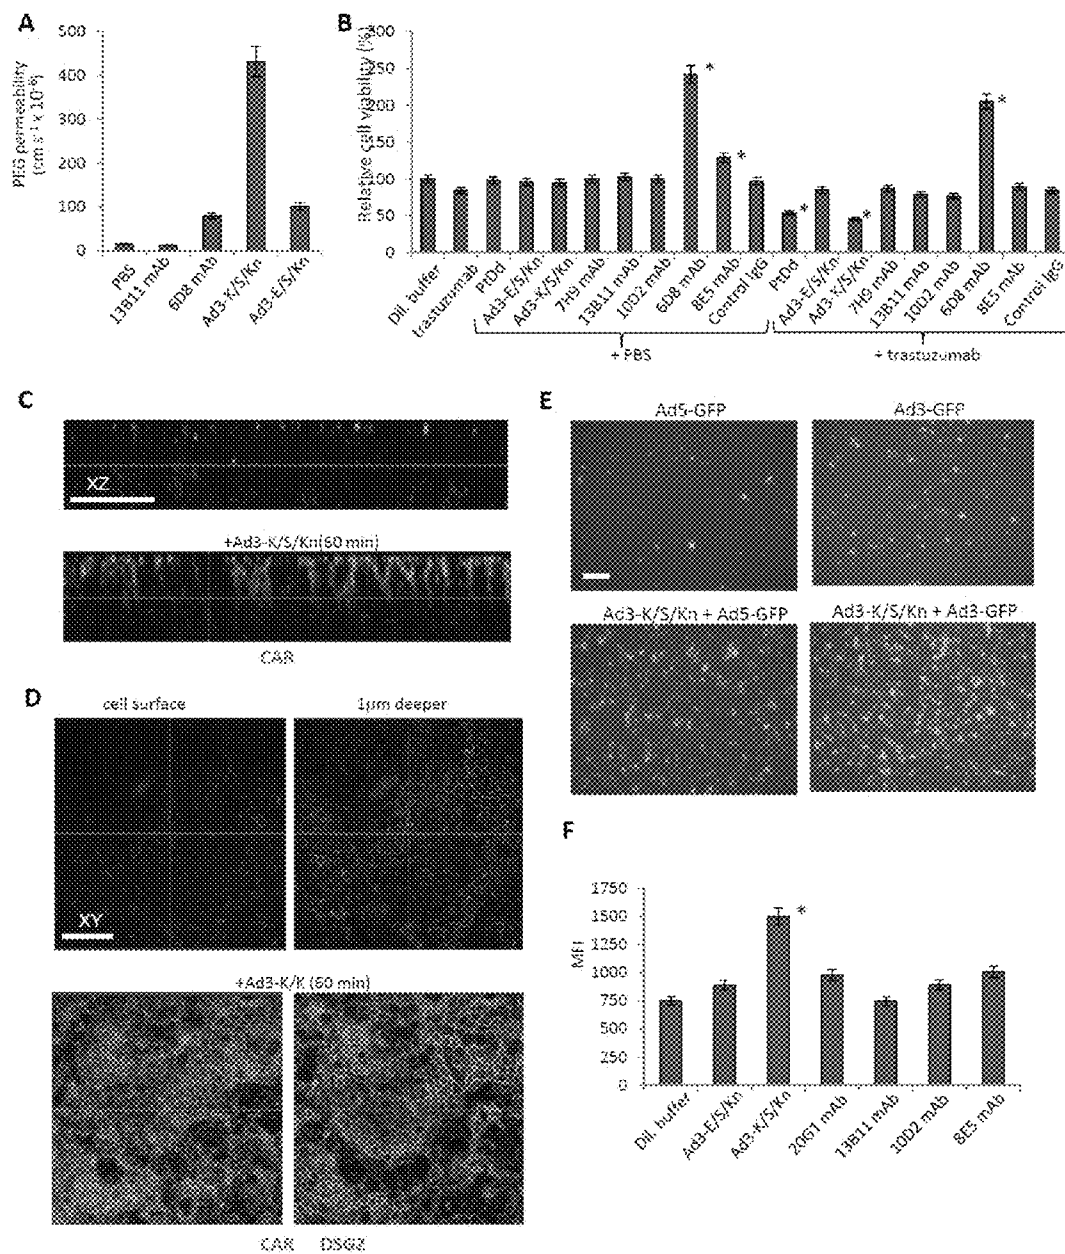 A
PEG permeability
(cm s⁻¹ x 10⁻⁶)
500
400
300
200
100
0
PBS
13B11 mAb
6D8 mAb
Ad3-K/S/Kn
Ad3-E/S/Kn
B
Relative cell viability (%)
300
250
200
150
100
50
0
*
*
*
*
*
Dil. buffer
trastuzumab
PtDd
Ad3-E/S/Kn
Ad3-K/S/Kn
7H9 mAb
13B11 mAb
10D2 mAb
6D8 mAb
8E5 mAb
Control IgG
PtDd
Ad3-E/S/Kn
Ad3-K/S/Kn
7H9 mAb
13B11 mAb
10D2 mAb
6D8 mAb
8E5 mAb
Control IgG
+ PBS
+ trastuzumab
C
XZ
+Ad3-K/S/Kn(60 min)
CAR
D
cell surface
1µm deeper
XY
+Ad3-K/K (60 min)
CAR DSG2
E
Ad5-GFP
Ad3-GFP
Ad3-K/S/Kn + Ad5-GFP
Ad3-K/S/Kn + Ad3-GFP
F
MFI
1750
1500
1250
1000
750
500
250
0
*
Dil. buffer
Ad3-E/S/Kn
Ad3-K/S/Kn
20G1 mAb
13B11 mAb
10D2 mAb
8E5 mAb